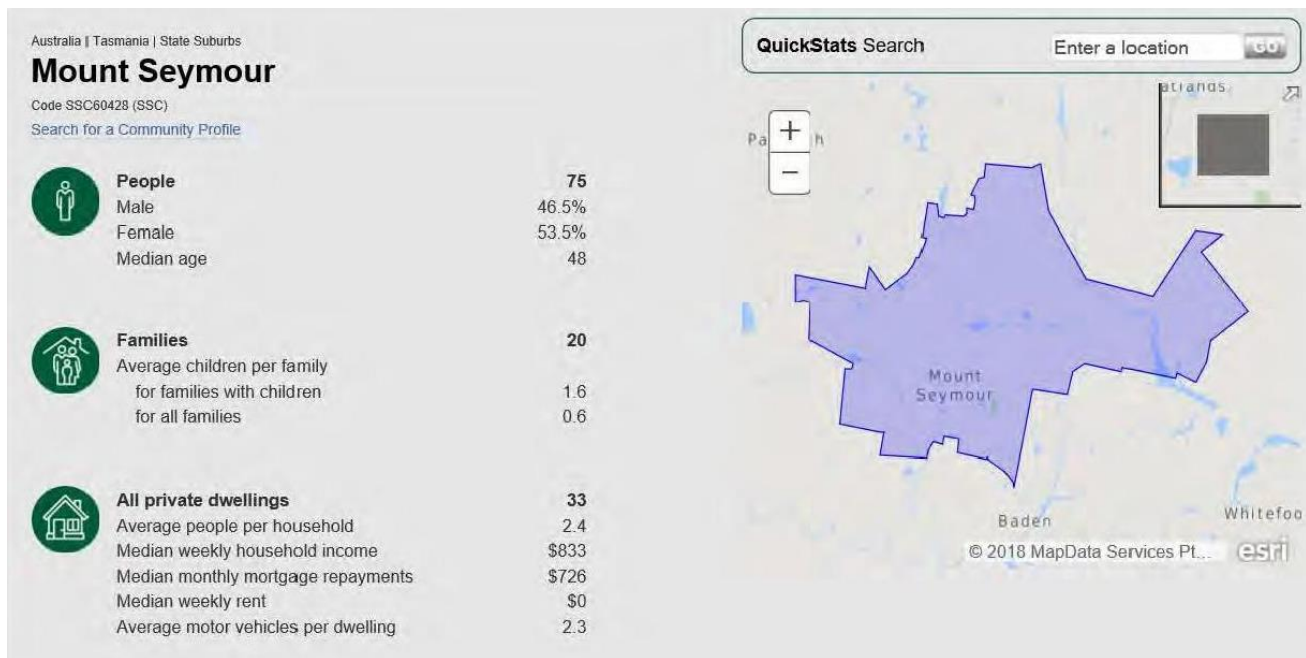 Australia | Tasmania | State Suburbs
Mount Seymour
Code SSC60428 (SSC)
Search for a Community Profile
People 75
Male 46.5%
Female 53.5%
Median age 48
Families 20
Average children per family
for families with children 1.6
for all families 0.6
All private dwellings 33
Average people per household 2.4
Median weekly household income $833
Median monthly mortgage repayments $726
Median weekly rent $0
Average motor vehicles per dwelling 2.3
QuickStats Search Enter a location GO
atlands
Pa h
+
−
Mount
Seymour
Baden
Whitefoo
© 2018 MapData Services Pt... esri